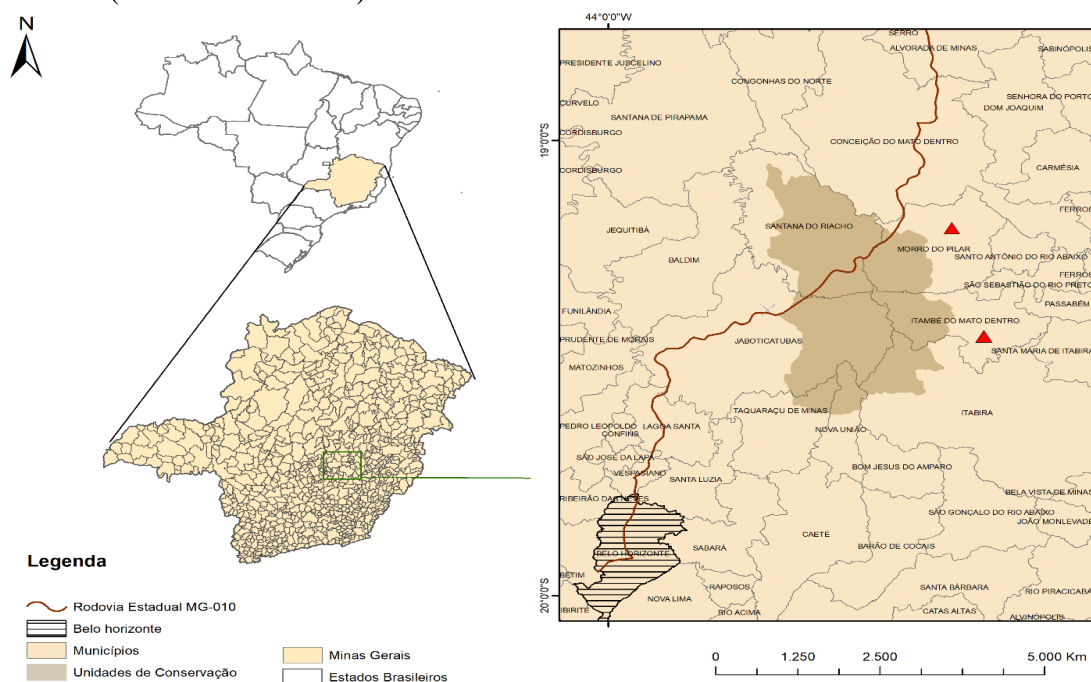 N
44°0'0"W
19°0'0"S
20°0'0"S
SERRO
ALVORADA DE MINAS
SABINÓPOLIS
PRESIDENTE JUSCELINO
CONGONHAS DO NORTE
SENHORA DO PORTO
CURVELO
DOM JOAQUIM
SANTANA DE PIRAPAMA
CORDISBURGO
CONCEIÇÃO DO MATO DENTRO
CORDISBURGO
CARMÉSIA
FERROS
SANTANA DO RIACHO
JEQUITIBÁ
MORRO DO PILAR
SANTO ANTÔNIO DO RIO ABAIXO
BALDIM
FERROS
SÃO SEBASTIÃO DO RIO PRETO
PASSABÉM
FUNILÂNDIA
ITAMBÉ DO MATO DENTRO
PRUDENTE DE MORAIS
JABOTICATUBAS
SANTA MARIA DE ITABIRA
MATOZINHOS
TAQUARAÇU DE MINAS
ITABIRA
PEDRO LEOPOLDO
LAGOA SANTA
NOVA UNIÃO
CONFINS
SÃO JOSÉ DA LAPA
BOM JESUS DO AMPARO
VESPASIANO
SANTA LUZIA
BELA VISTA DE MINAS
RIBEIRÃO DAS NEVES
SÃO GONÇALO DO RIO ABAIXO
JOÃO MONLEVADE
CAETÉ
BELO HORIZONTE
SABARÁ
BARÃO DE COCAIS
BETIM
RAPOSOS
SANTA BÁRBARA
RIO PIRACICABA
NOVA LIMA
IBIRITÉ
RIO ACIMA
CATAS ALTAS
ALVINÓPOLIS
Legenda
Rodovia Estadual MG-010
Belo horizonte
Municípios
Unidades de Conservação
Minas Gerais
Estados Brasileiros
0 1.250 2.500 5.000 Km